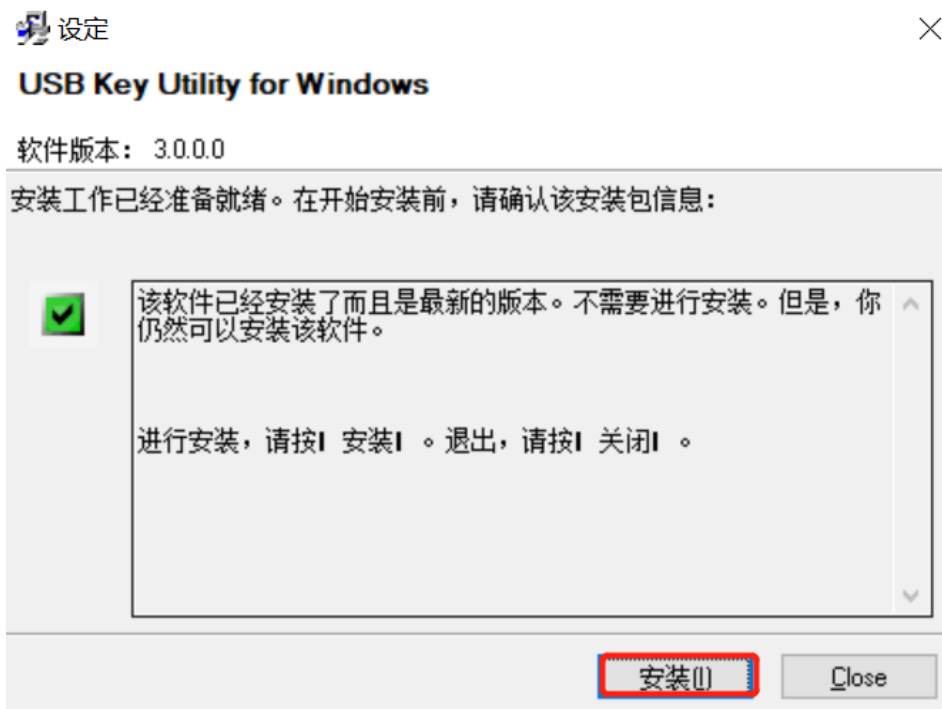 设定
USB Key Utility for Windows
软件版本： 3.0.0.0
安装工作已经准备就绪。在开始安装前，请确认该安装包信息：
该软件已经安装了而且是最新的版本。不需要进行安装。但是，你
仍然可以安装该软件。
进行安装，请按I 安装I 。退出，请按I 关闭I 。
安装(I) Close